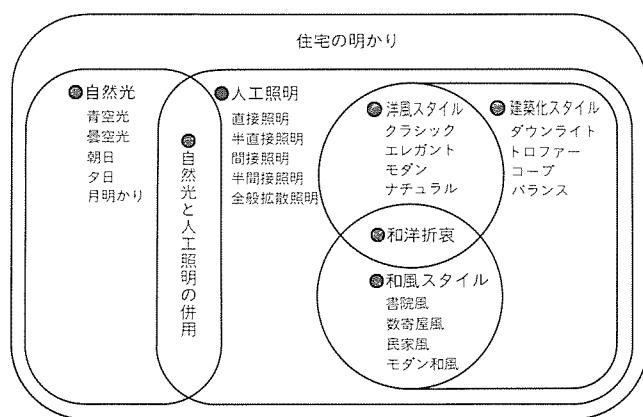 住宅の明かり
●自然光
青空光
曇空光
朝日
夕日
月明かり
●自然光と人工照明の併用
●人工照明
直接照明
半直接照明
間接照明
半間接照明
全般拡散照明
●洋風スタイル
クラシック
エレガント
モダン
ナチュラル
●建築化スタイル
ダウンライト
トロファー
コーブ
バランス
●和洋折衷
●和風スタイル
書院風
数寄屋風
民家風
モダン和風